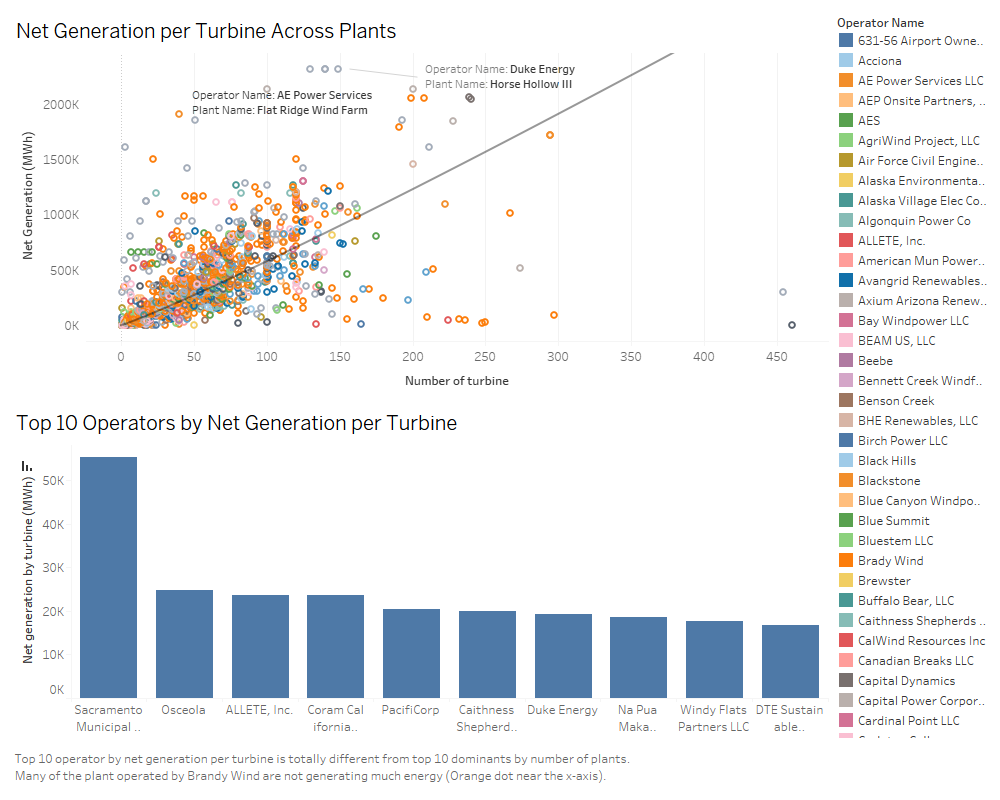 Net Generation per Turbine Across Plants
Operator Name: Duke Energy
Plant Name: Horse Hollow III
Operator Name: AE Power Services
Plant Name: Flat Ridge Wind Farm
Net Generation (MWh)
2000K
1500K
1000K
500K
0K
0 50 100 150 200 250 300 350 400 450
Number of turbine
Top 10 Operators by Net Generation per Turbine
Net generation by turbine (MWh)
50K
40K
30K
20K
10K
0K
Sacramento Municipal ..
Osceola
ALLETE, Inc.
Coram Cal ifornia..
PacifiCorp
Caithness Shepherd..
Duke Energy
Na Pua Maka..
Windy Flats Partners LLC
DTE Sustain able..
Operator Name
631-56 Airport Owne..
Acciona
AE Power Services LLC
AEP Onsite Partners, ..
AES
AgriWind Project, LLC
Air Force Civil Engine..
Alaska Environmenta..
Alaska Village Elec Co..
Algonquin Power Co
ALLETE, Inc.
American Mun Power..
Avangrid Renewables..
Axium Arizona Renew..
Bay Windpower LLC
BEAM US, LLC
Beebe
Bennett Creek Windf..
Benson Creek
BHE Renewables, LLC
Birch Power LLC
Black Hills
Blackstone
Blue Canyon Windpo..
Blue Summit
Bluestem LLC
Brady Wind
Brewster
Buffalo Bear, LLC
Caithness Shepherds ..
CalWind Resources Inc
Canadian Breaks LLC
Capital Dynamics
Capital Power Corpor..
Cardinal Point LLC
Top 10 operator by net generation per turbine is totally different from top 10 dominants by number of plants.
Many of the plant operated by Brandy Wind are not generating much energy (Orange dot near the x-axis).